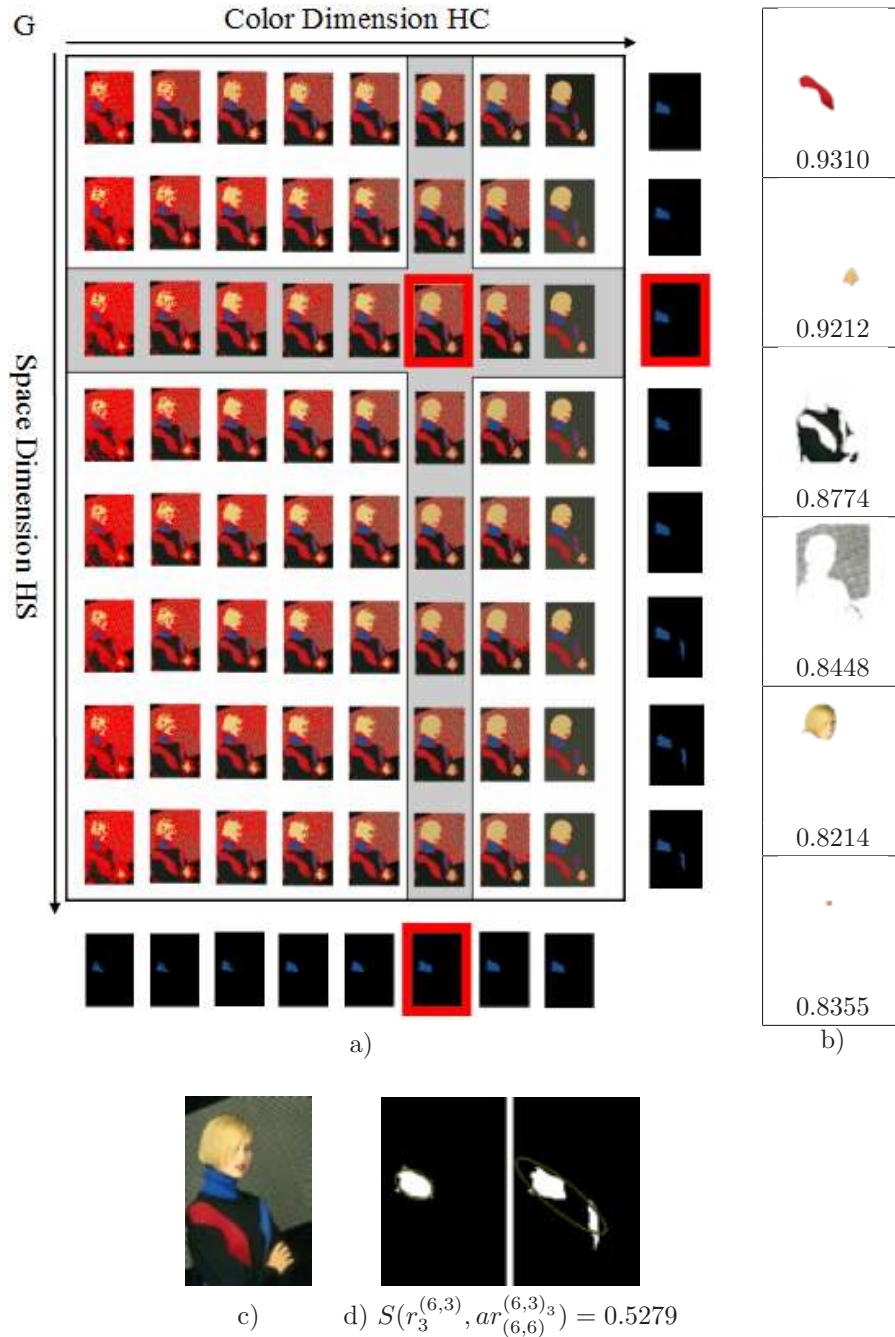 G
Color Dimension HC
Space Dimension HS
0.9310
0.9212
0.8774
0.8448
0.8214
0.8355
a)
b)
c)
d) $S(r_3^{(6,3)}, ar_{(6,6)}^{(6,3)_3}) = 0.5279$